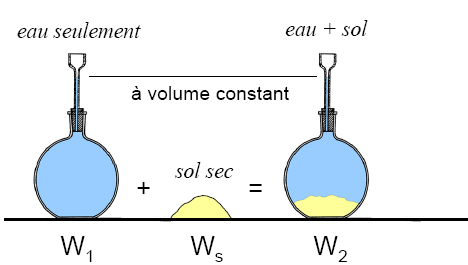 eau seulement
eau + sol
à volume constant
sol sec
+
=
W1
Ws
W2